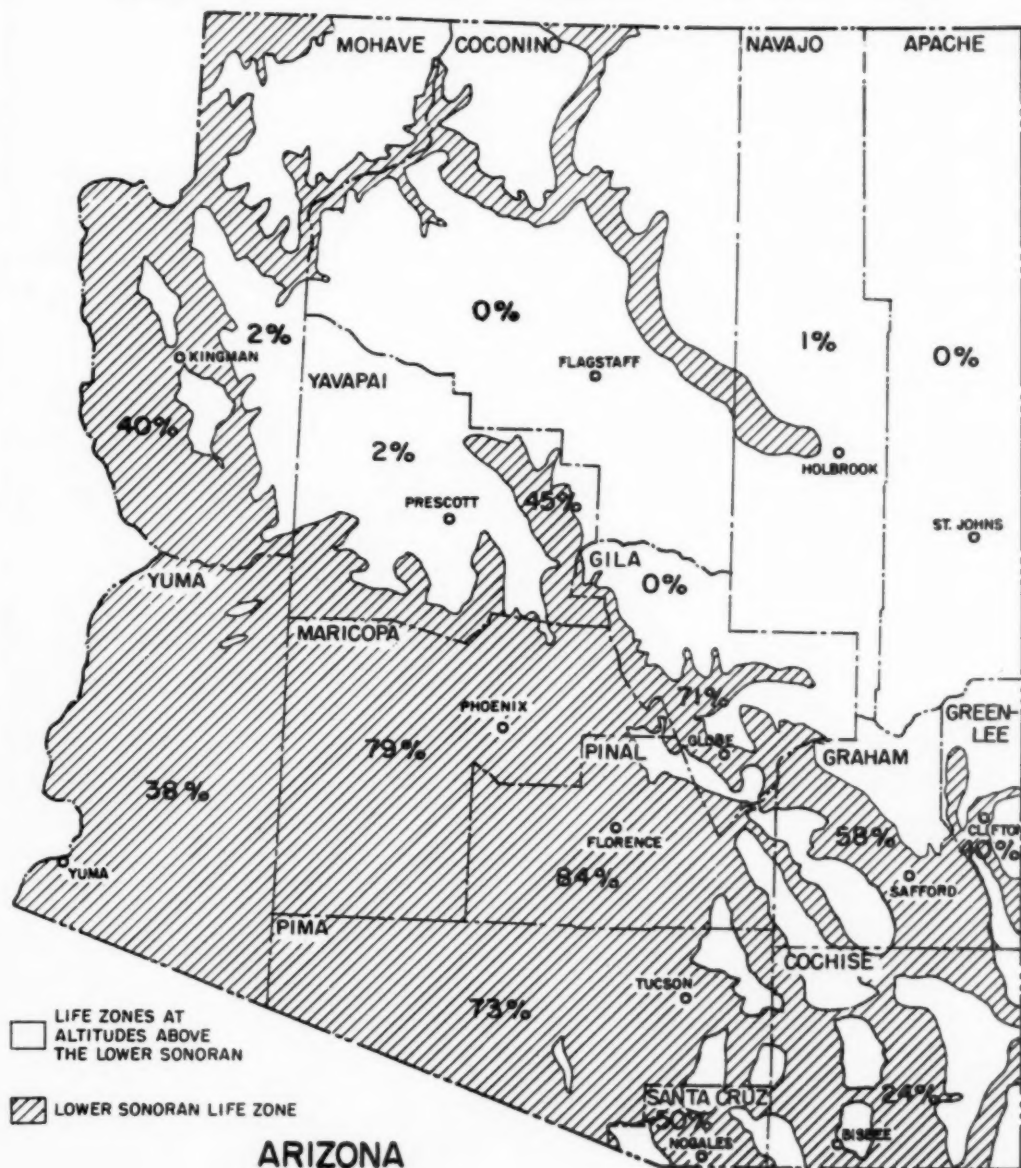 MOHAVE
COCONINO
NAVAJO
APACHE
0%
2%
KINGMAN
FLAGSTAFF
1%
0%
YAVAPAI
40%
2%
HOLBROOK
PRESCOTT
45%
ST. JOHNS
GILA
0%
YUMA
MARICOPA
71%
PHOENIX
GREEN-
LEE
PINAL
GLOBE
GRAHAM
79%
38%
CLIFTON
40%
58%
FLORENCE
YUMA
84%
SAFFORD
PIMA
COCHISE
TUCSON
73%
LIFE ZONES AT
ALTITUDES ABOVE
THE LOWER SONORAN
LOWER SONORAN LIFE ZONE
SANTA CRUZ
50%
24%
NOGALES
BISBEE
ARIZONA